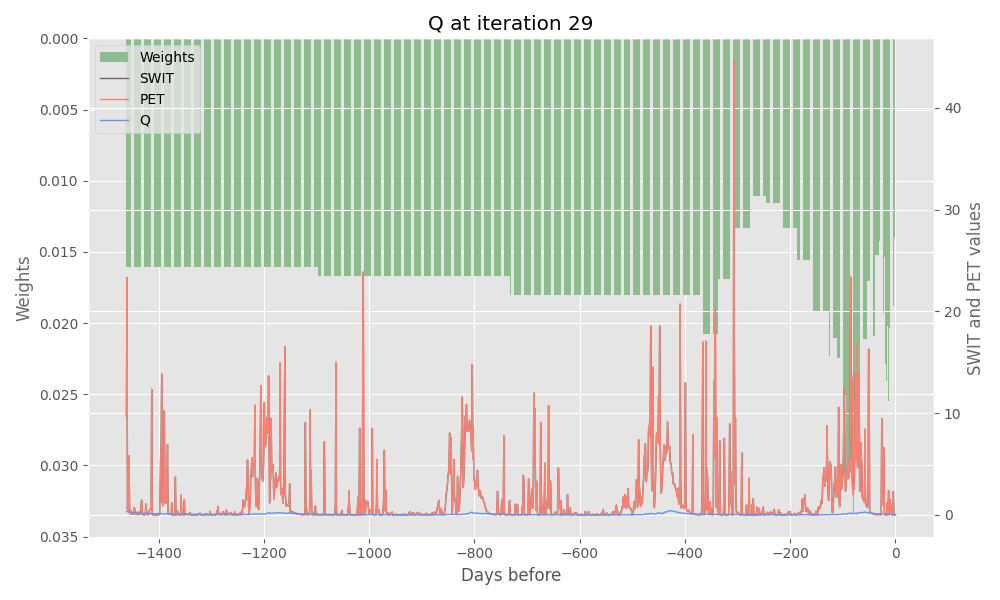 Q at iteration 29
Weights
SWIT
PET
Q
0.000
0.005
0.010
0.015
0.020
0.025
0.030
0.035
Weights
40
30
20
10
0
SWIT and PET values
−1400
−1200
−1000
−800
−600
−400
−200
0
Days before